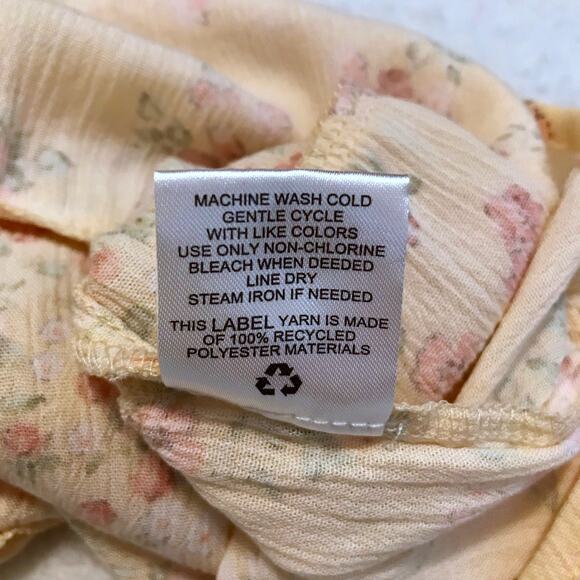 MACHINE WASH COLD
GENTLE CYCLE
WITH LIKE COLORS
USE ONLY NON-CHLORINE
BLEACH WHEN DEEDED
LINE DRY
STEAM IRON IF NEEDED
THIS LABEL YARN IS MADE
OF 100% RECYCLED
POLYESTER MATERIALS